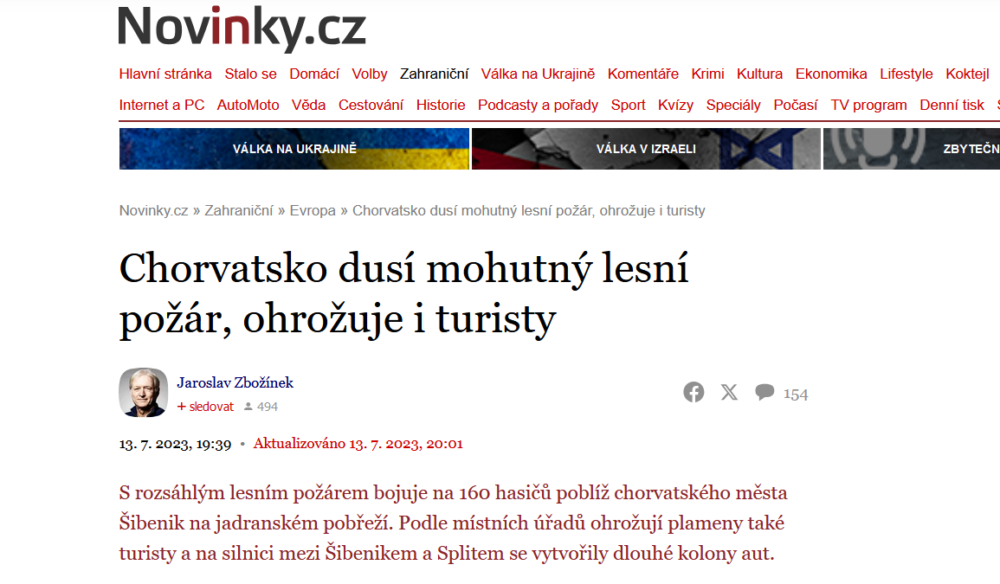 Novinky.cz
Hlavní stránka Stalo se Domácí Volby Zahraniční Válka na Ukrajině Komentáře Krimi Kultura Ekonomika Lifestyle Koktejl
Internet a PC AutoMoto Věda Cestování Historie Podcasty a pořady Sport Kvízy Speciály Počasí TV program Denní tisk
VÁLKA NA UKRAJINĚ VÁLKA V IZRAELI
Novinky.cz » Zahraniční » Evropa » Chorvatsko dusí mohutný lesní požár, ohrožuje i turisty
Chorvatsko dusí mohutný lesní
požár, ohrožuje i turisty
Jaroslav Zbožínek
+ sledovat 494
154
13. 7. 2023, 19:39 • Aktualizováno 13. 7. 2023, 20:01
S rozsáhlým lesním požárem bojuje na 160 hasičů poblíž chorvatského města
Šibenik na jadranském pobřeží. Podle místních úřadů ohrožují plameny také
turisty a na silnici mezi Šibenikem a Splitem se vytvořily dlouhé kolony aut.